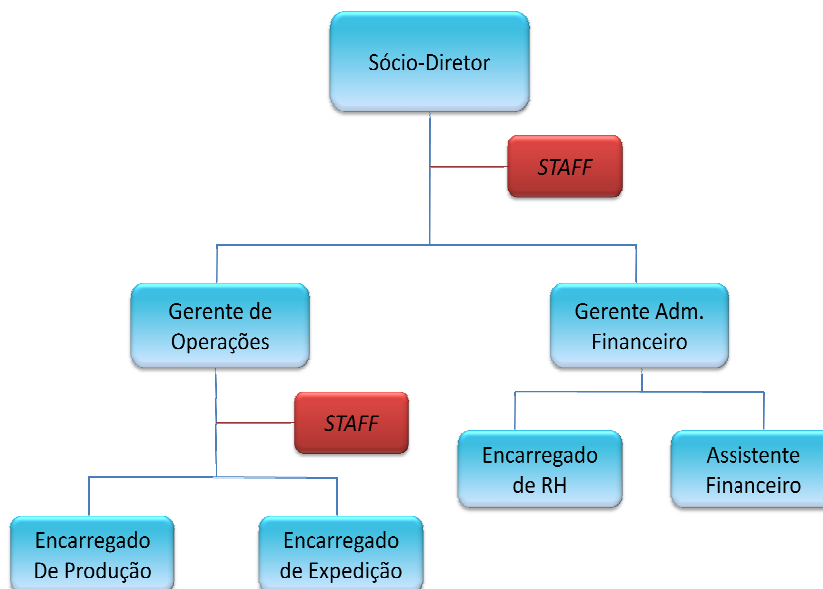 Sócio-Diretor
STAFF
Gerente de
Operações
Gerente Adm.
Financeiro
STAFF
Encarregado
de RH
Assistente
Financeiro
Encarregado
De Produção
Encarregado
de Expedição